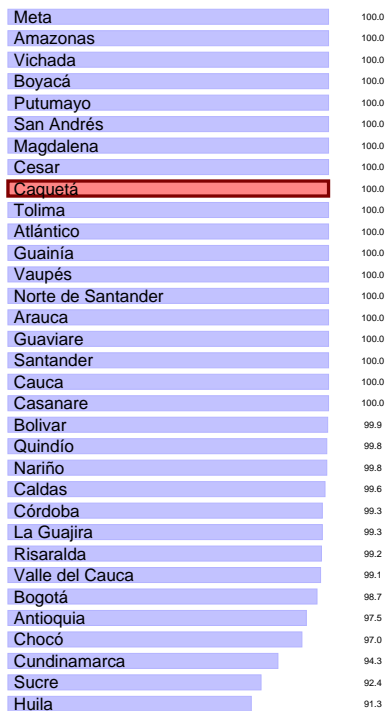 Meta 100.0
Amazonas 100.0
Vichada 100.0
Boyacá 100.0
Putumayo 100.0
San Andrés 100.0
Magdalena 100.0
Cesar 100.0
Caquetá 100.0
Tolima 100.0
Atlántico 100.0
Guainía 100.0
Vaupés 100.0
Norte de Santander 100.0
Arauca 100.0
Guaviare 100.0
Santander 100.0
Cauca 100.0
Casanare 100.0
Bolivar 99.9
Quindío 99.8
Nariño 99.8
Caldas 99.6
Córdoba 99.3
La Guajira 99.3
Risaralda 99.2
Valle del Cauca 99.1
Bogotá 98.7
Antioquia 97.5
Chocó 97.0
Cundinamarca 94.3
Sucre 92.4
Huila 91.3